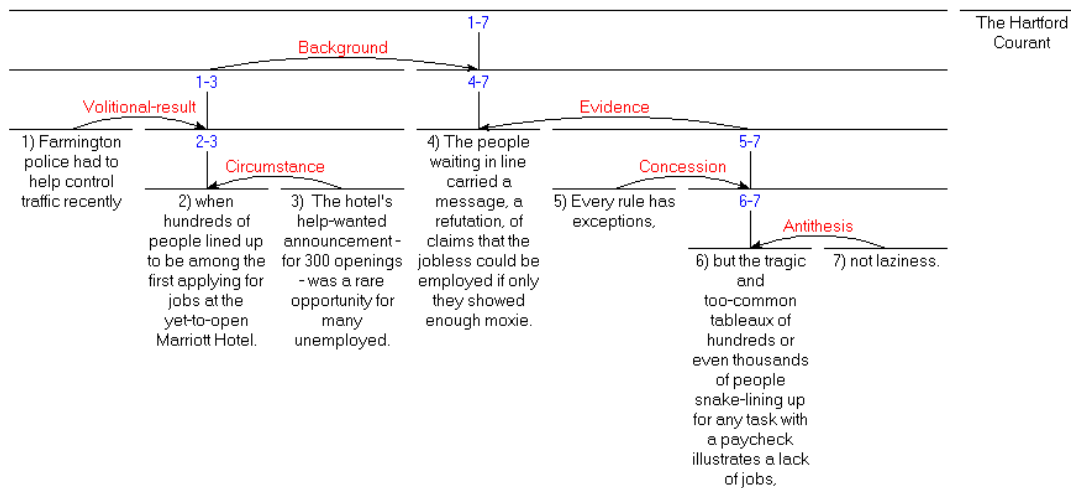 1-7
The Hartford
Courant
Background
1-3
4-7
Volitional-result
Evidence
1) Farmington
police had to
help control
traffic recently
2-3
Circumstance
2) when
hundreds of
people lined up
to be among the
first applying for
jobs at the
yet-to-open
Marriott Hotel.
3) The hotel's
help-wanted
announcement -
for 300 openings
- was a rare
opportunity for
many
unemployed.
4) The people
waiting in line
carried a
message, a
refutation, of
claims that the
jobless could be
employed if only
they showed
enough moxie.
5-7
Concession
5) Every rule has
exceptions,
6-7
Antithesis
6) but the tragic
and
too-common
tableaux of
hundreds or
even thousands
of people
snake-lining up
for any task with
a paycheck
illustrates a lack
of jobs,
7) not laziness.